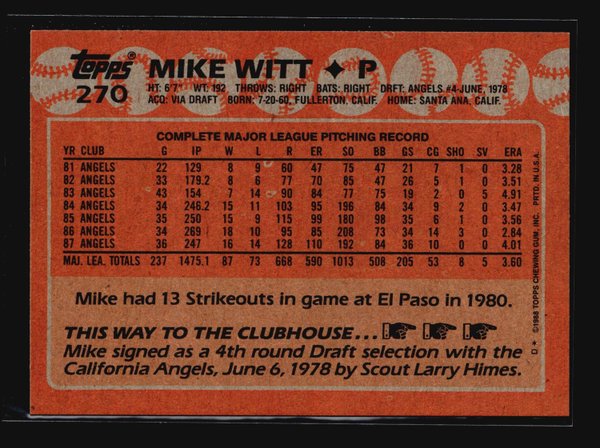 topps® MIKE WITT ✦ P
270 HT: 6'7" WT: 192 THROWS: RIGHT BATS: RIGHT DRFT: ANGELS #4-JUNE, 1978
ACQ: VIA DRAFT BORN: 7-20-60, FULLERTON, CALIF. HOME: SANTA ANA, CALIF.
COMPLETE MAJOR LEAGUE PITCHING RECORD
YR CLUB G IP W L R ER SO BB GS CG SHO SV ERA
81 ANGELS 22 129 8 9 60 47 75 47 21 7 1 0 3.28
82 ANGELS 33 179.2 8 6 77 70 85 47 26 5 1 0 3.51
83 ANGELS 43 154 7 14 90 84 77 75 19 2 0 5 4.91
84 ANGELS 34 246.2 15 11 103 95 196 84 34 9 2 0 3.47
85 ANGELS 35 250 15 9 115 99 180 98 35 6 1 0 3.56
86 ANGELS 34 269 18 10 95 85 208 73 34 14 3 0 2.84
87 ANGELS 36 247 16 14 128 110 192 84 36 10 0 0 4.01
MAJ. LEA. TOTALS 237 1475.1 87 73 668 590 1013 508 205 53 8 5 3.60
Mike had 13 Strikeouts in game at El Paso in 1980.
THIS WAY TO THE CLUBHOUSE...
Mike signed as a 4th round Draft selection with the
California Angels, June 6, 1978 by Scout Larry Himes.
D * ©1988 TOPPS CHEWING GUM, INC. PRTD. IN U.S.A.